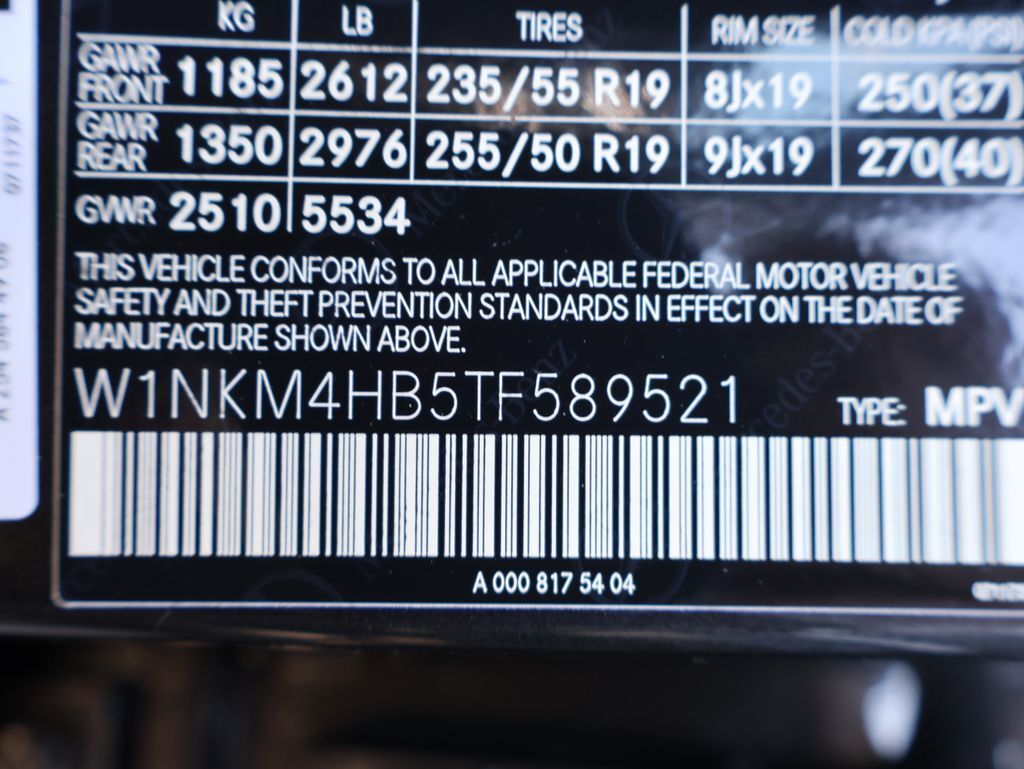 KG LB TIRES RIM SIZE COLD KPA(PSI)
GAWR FRONT 1185 2612 235/55 R19 8Jx19 250(37)
GAWR REAR 1350 2976 255/50 R19 9Jx19 270(40)
GVWR 2510 5534
THIS VEHICLE CONFORMS TO ALL APPLICABLE FEDERAL MOTOR VEHICLE
SAFETY AND THEFT PREVENTION STANDARDS IN EFFECT ON THE DATE OF
MANUFACTURE SHOWN ABOVE.
W1NKM4HB5TF589521 TYPE: MPV
A 000 817 54 04